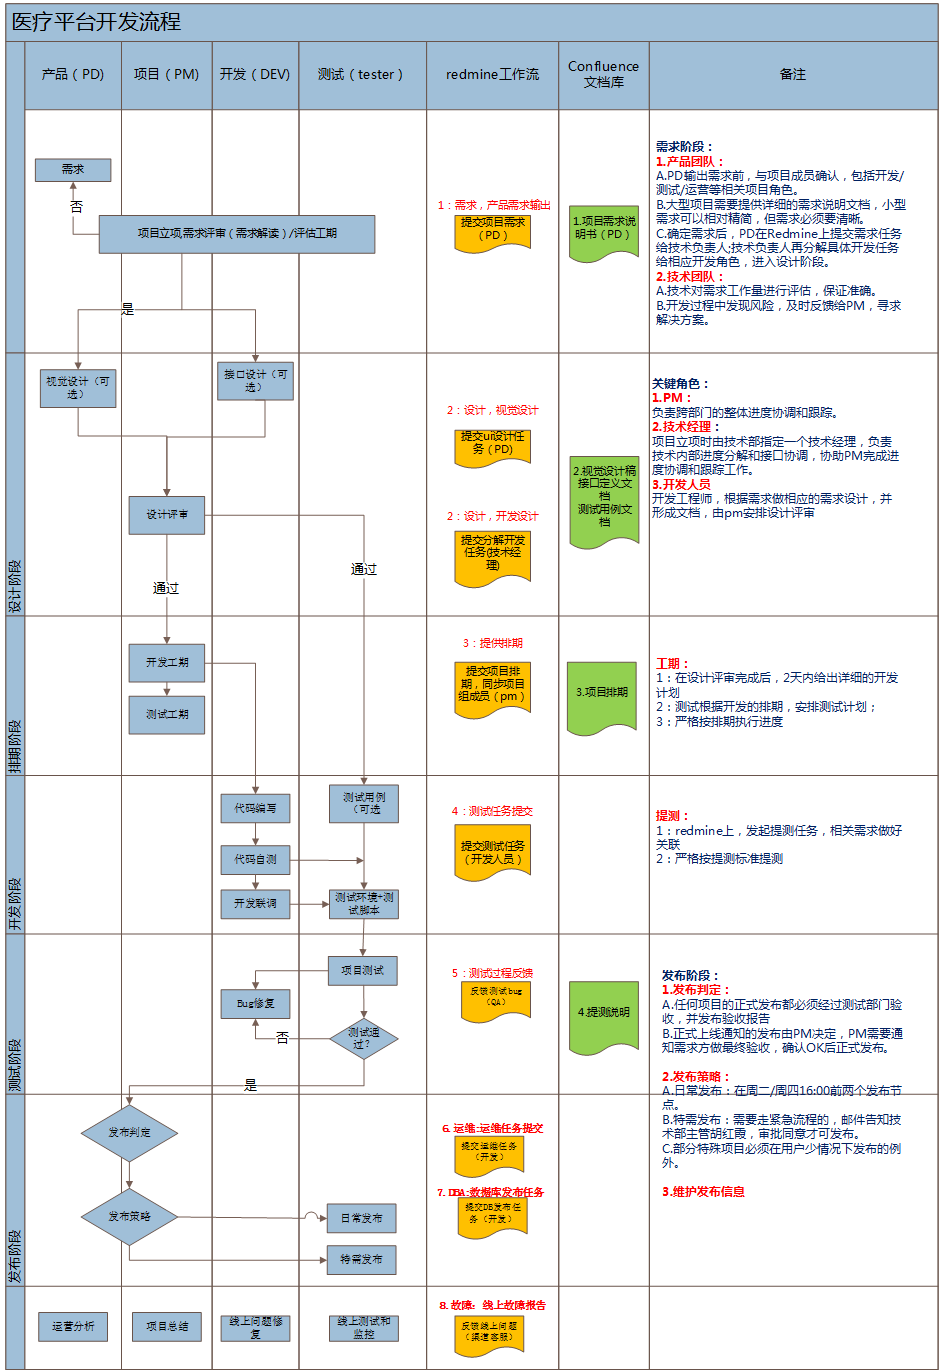 医疗平台开发流程
产品（PD)
项目（PM)
开发（DEV)
测试（tester）
redmine工作流
Confluence
文档库
备注
需求
否
项目立项,需求评审（需求解读）/评估工期
是
1：需求，产品需求输出
提交项目需求
（PD）
1.项目需求说
明书（PD）
需求阶段：
1.产品团队：
A.PD输出需求前，与项目成员确认，包括开发/
测试/运营等相关项目角色。
B.大型项目需要提供详细的需求说明文档，小型
需求可以相对精简，但需求必须要清晰。
C.确定需求后，PD在Redmine上提交需求任务
给技术负责人;技术负责人再分解具体开发任务
给相应开发角色，进入设计阶段。
2.技术团队：
A.技术对需求工作量进行评估，保证准确。
B.开发过程中发现风险，及时反馈给PM，寻求
解决方案。
设计阶段
视觉设计（可
选）
接口设计（可
选）
设计评审
通过
通过
2：设计，视觉设计
提交ui设计任
务（PD)
2：设计，开发设计
提交分解开发
任务(技术经
理)
2.视觉设计稿
接口定义文
档
测试用例文
档
关键角色：
1.PM：
负责跨部门的整体进度协调和跟踪。
2.技术经理：
项目立项时由技术部指定一个技术经理，负责
技术内部进度分解和接口协调，协助PM完成进
度协调和跟踪工作。
3.开发人员
开发工程师，根据需求做相应的需求设计，并
形成文档，由pm安排设计评审
排期阶段
开发工期
测试工期
3：提供排期
提交项目排
期，同步项目
组成员（pm）
3.项目排期
工期：
1：在设计评审完成后，2天内给出详细的开发
计划
2：测试根据开发的排期，安排测试计划；
3：严格按排期执行进度
开发阶段
代码编写
代码自测
开发联调
测试用例
（可选
测试环境+测
试脚本
4：测试任务提交
提交测试任务
（开发人员）
提测：
1：redmine上，发起提测任务，相关需求做好
关联
2：严格按提测标准提测
测试阶段
项目测试
Bug修复
测试通
过？
否
是
5：测试过程反馈
反馈测试bug
（QA）
4.提测说明
发布阶段：
1.发布判定：
A.任何项目的正式发布都必须经过测试部门验
收，并发布验收报告
B.正式上线通知的发布由PM决定，PM需要通
知需求方做最终验收，确认OK后正式发布。
2.发布策略：
A.日常发布：在周二/周四16:00前两个发布节
点。
B.特需发布：需要走紧急流程的，邮件告知技
术部主管胡红霞，审批同意才可发布。
C.部分特殊项目必须在用户少情况下发布的例
外。
3.维护发布信息
发布阶段
发布判定
发布策略
日常发布
特需发布
6. 运维:运维任务提交
提交运维任务
（开发）
7. DBA:数据库发布任务
提交DB发布任
务（开发）
运营分析
项目总结
线上问题修
复
线上测试和
监控
8. 故障：线上故障报告
反馈线上问题
（渠道客服）